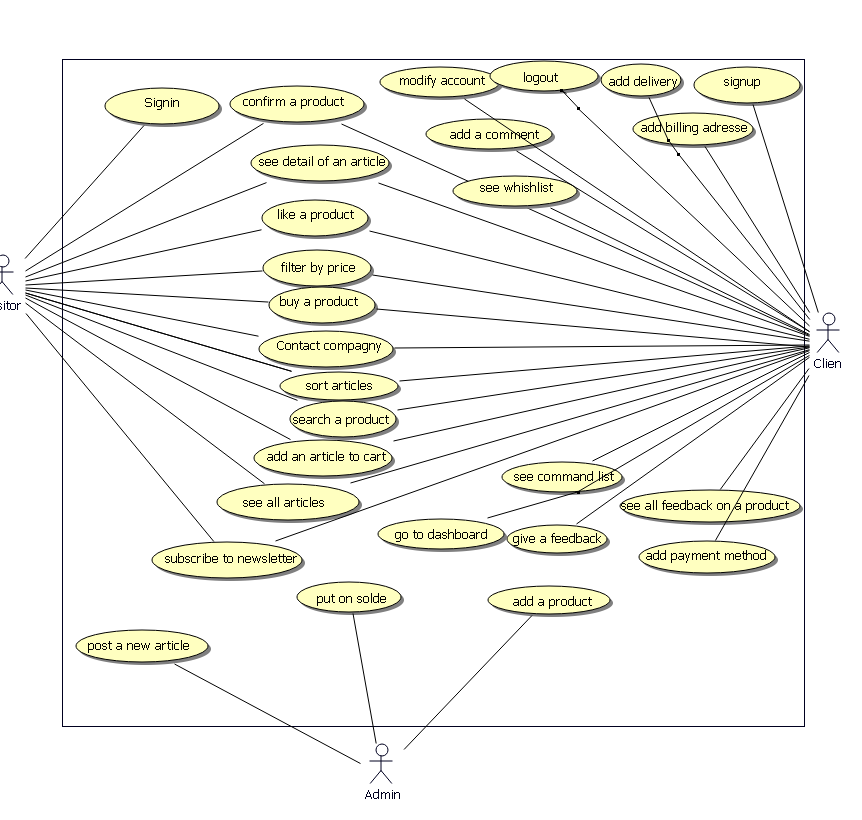 logout
modify account
add delivery
signup
Signin
confirm a product
add a comment
add billing adresse
see detail of an article
see whishlist
like a product
filter by price
buy a product
sitor
Contact compagny
Clien
sort articles
search a product
add an article to cart
see command list
see all articles
see all feedback on a product
go to dashboard
give a feedback
subscribe to newsletter
add payment method
put on solde
add a product
post a new article
Admin